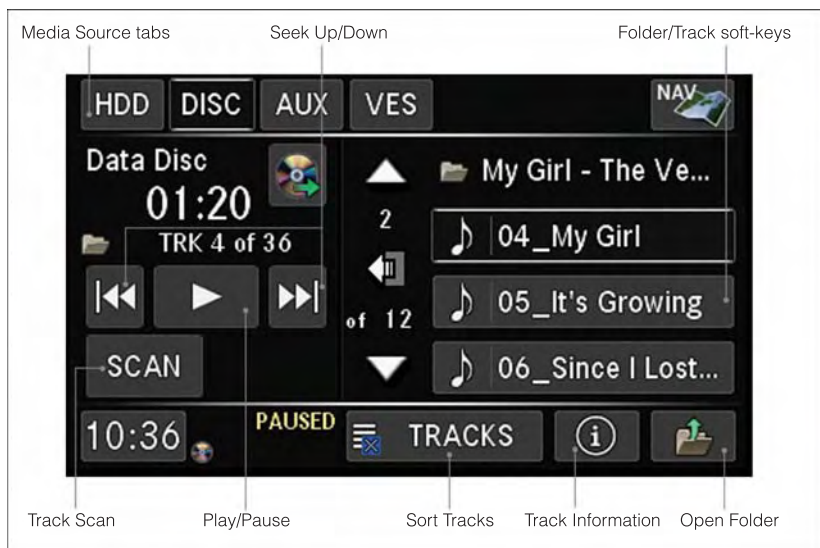 Media Source tabs
Seek Up/Down
Folder/Track soft-keys
HDD
DISC
AUX
VES
NAV
Data Disc
01:20
TRK 4 of 36
SCAN
2
of 12
My Girl - The Ve...
04_My Girl
05_It's Growing
06_Since I Lost...
10:36
PAUSED
TRACKS
i
Track Scan
Play/Pause
Sort Tracks
Track Information
Open Folder